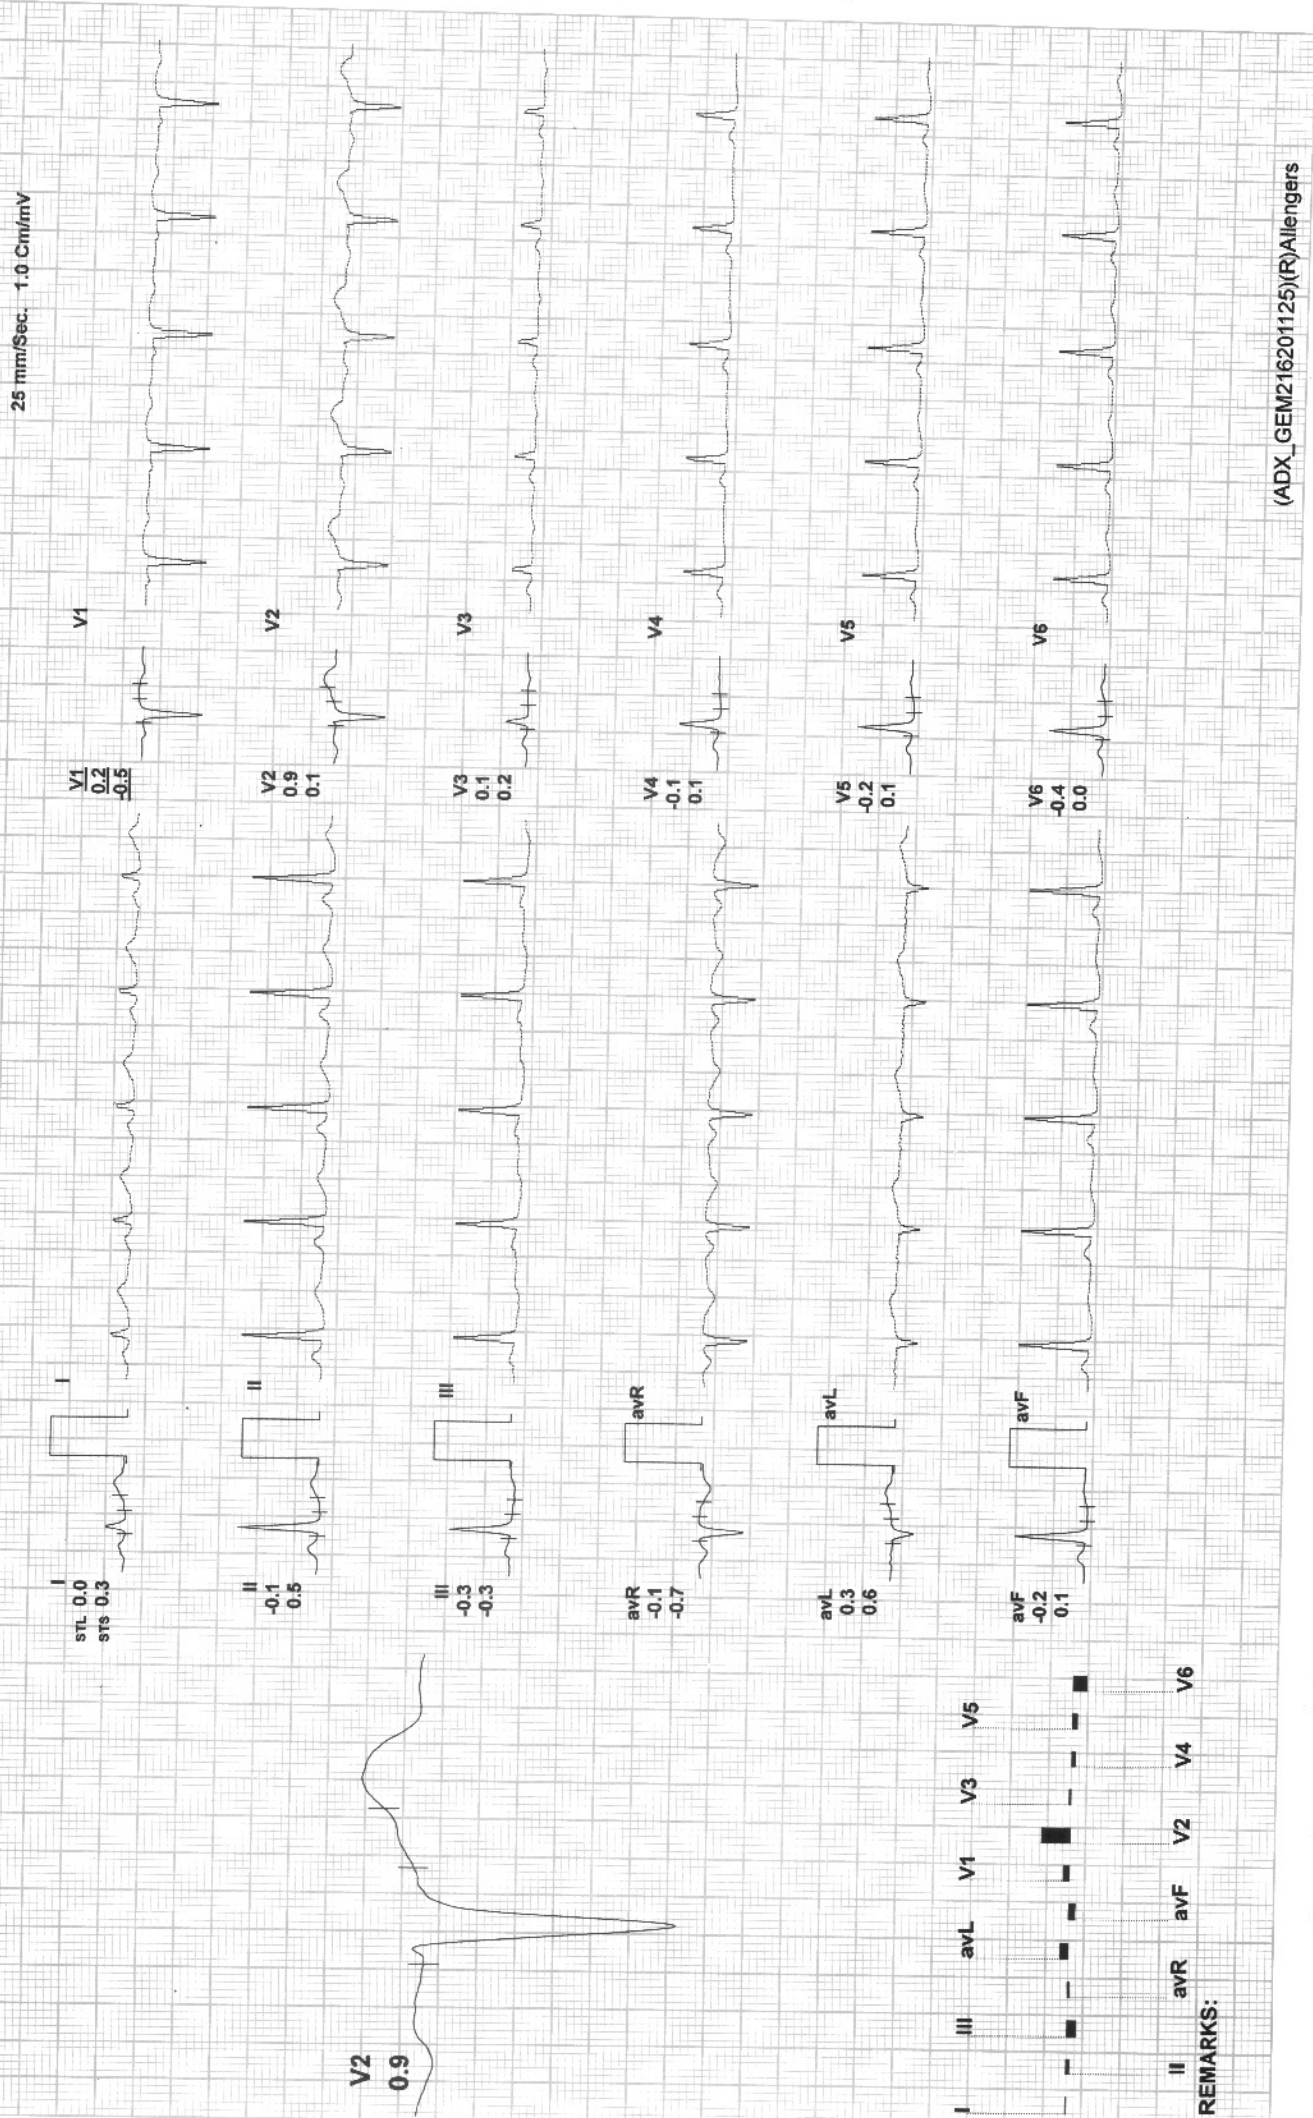 25 mm/Sec. 1.0 Cm/mV
V2
0.9
I
STL 0.0
STS 0.3
I
V1
0.2
-0.5
V1
II
-0.1
0.5
II
V2
0.9
0.1
V2
III
-0.3
-0.3
III
V3
0.1
0.2
V3
avR
-0.1
-0.7
avR
V4
-0.1
0.1
V4
avL
0.3
0.6
avL
V5
-0.2
0.1
V5
avF
-0.2
0.1
avF
V6
-0.4
0.0
V6
I III avL V1 V3 V5
II avR avF V2 V4 V6
REMARKS:
(ADX_GEM216201125)(R)Allengers